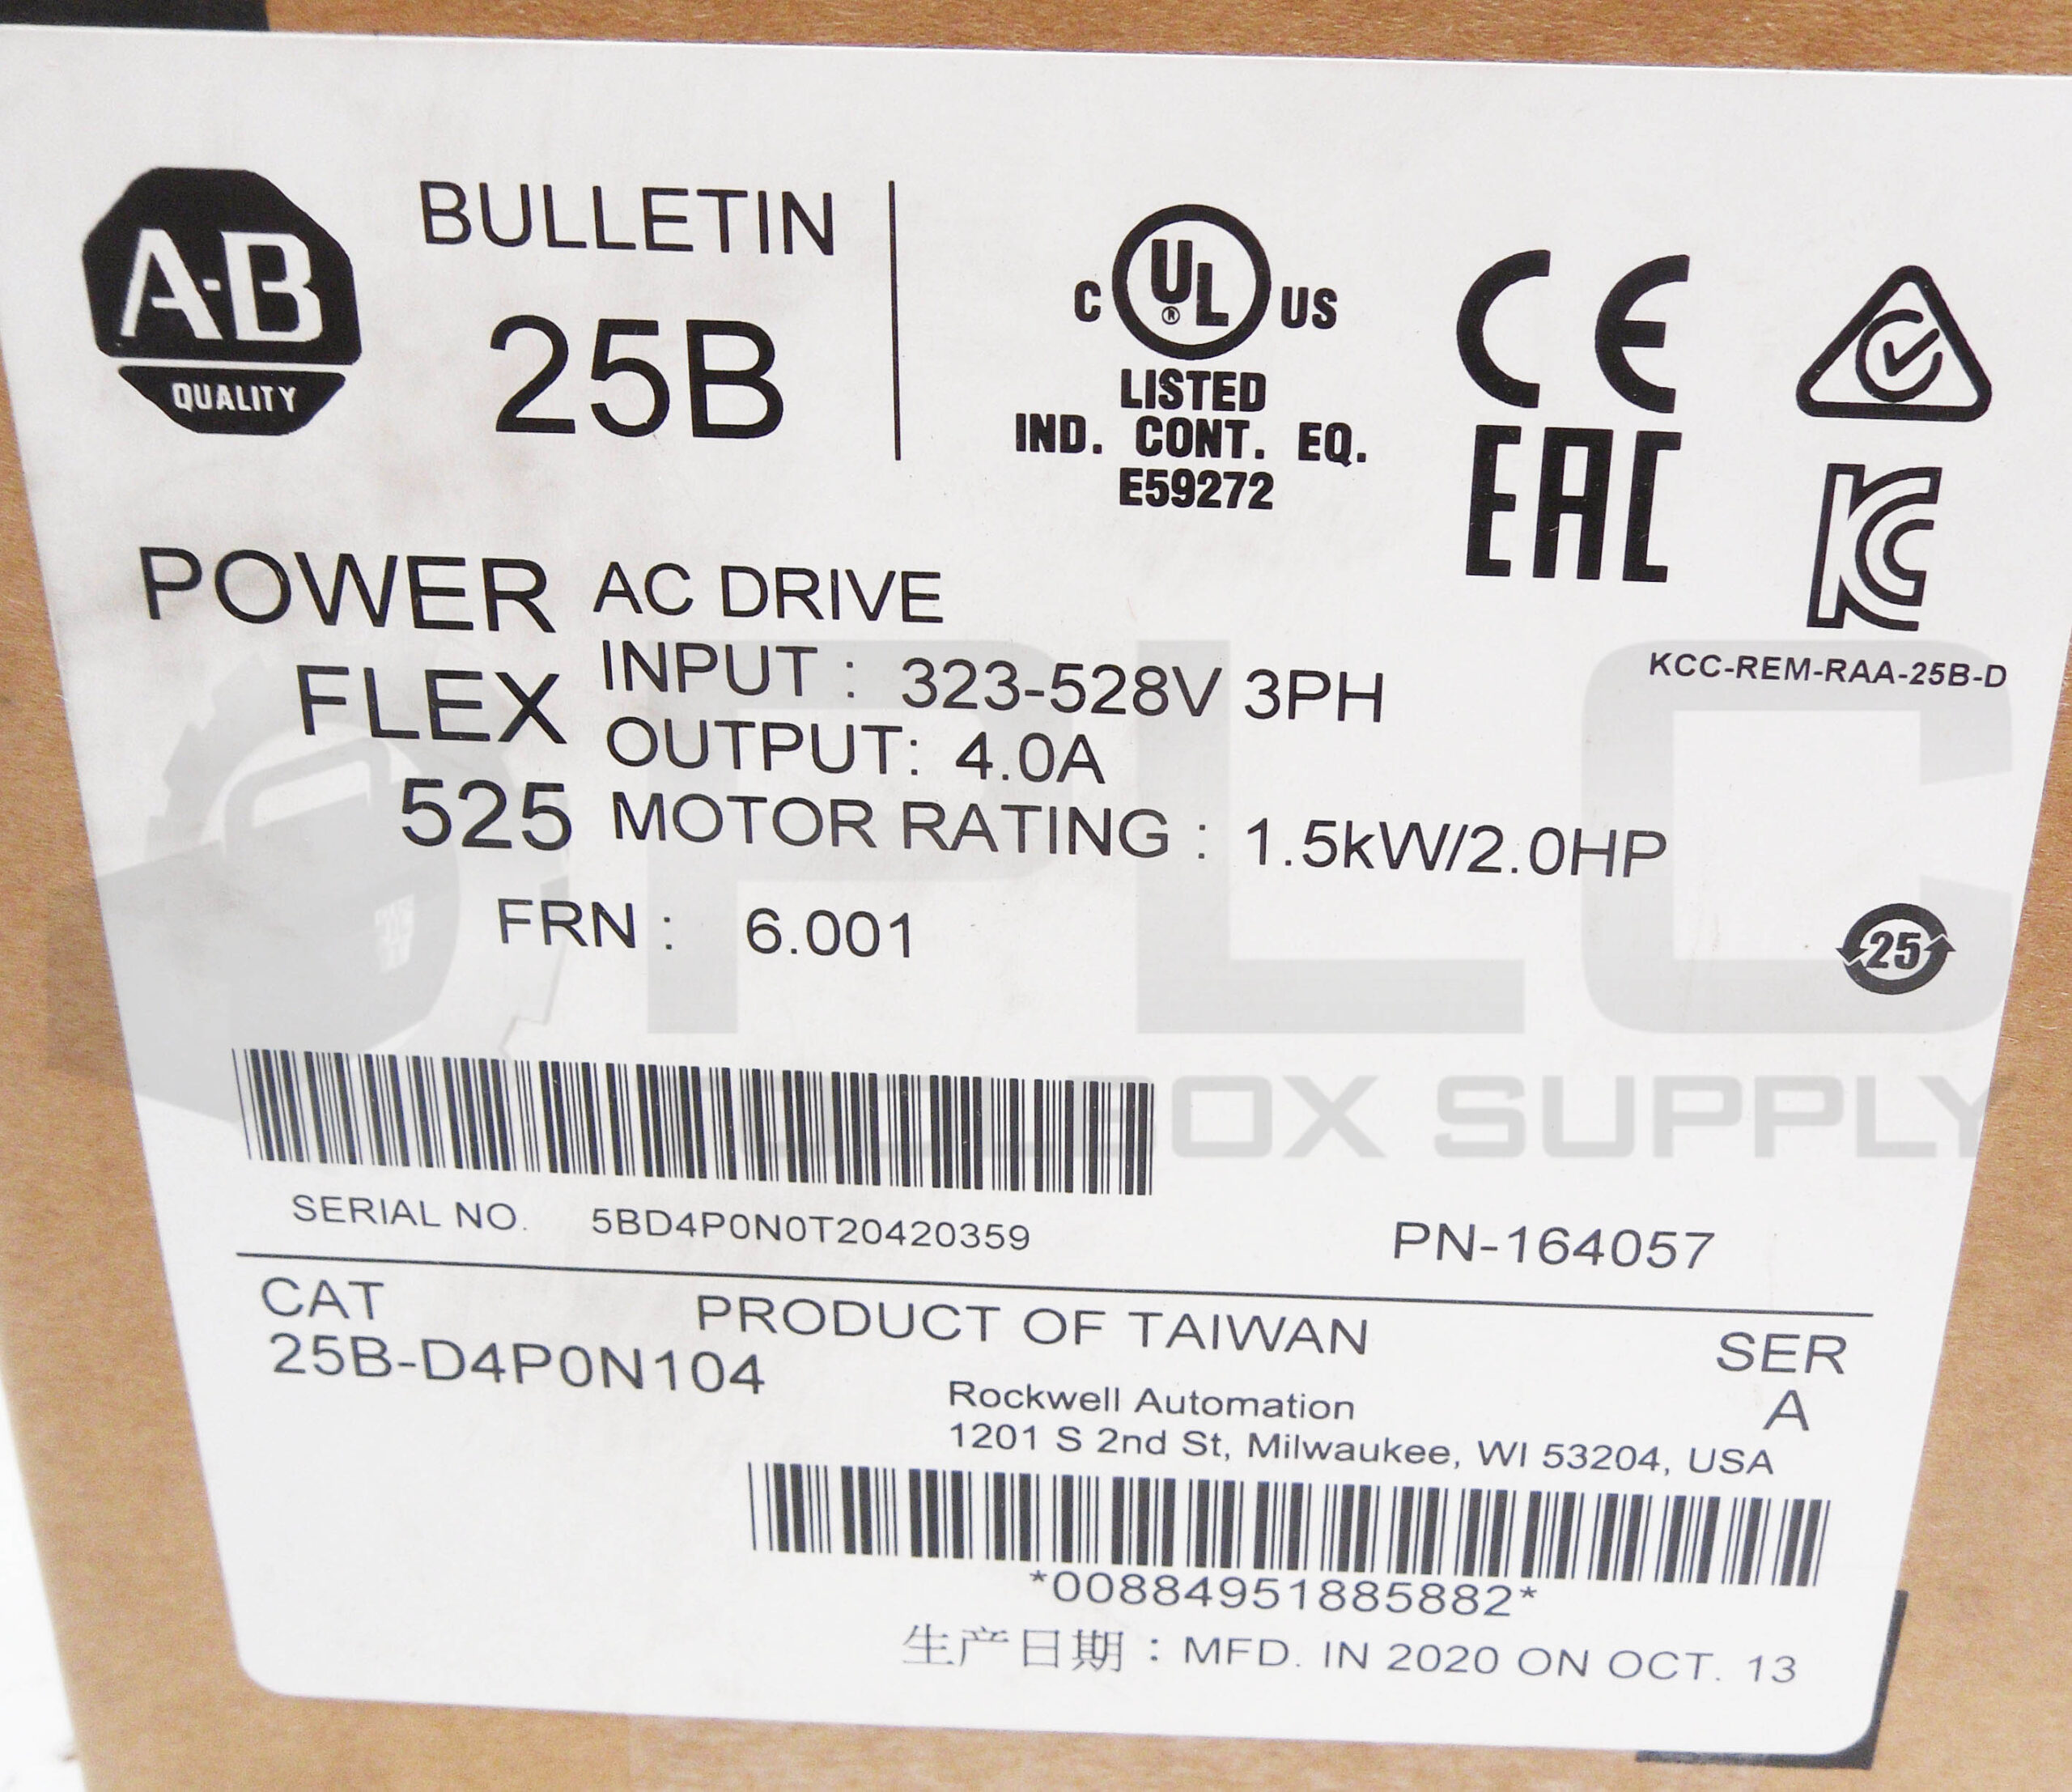 A-B
QUALITY
BULLETIN
25B
C UL® US
LISTED
IND. CONT. EQ.
E59272
CE
EAC
KC
KCC-REM-RAA-25B-D
POWER
FLEX
525
AC DRIVE
INPUT : 323-528V 3PH
OUTPUT: 4.0A
MOTOR RATING : 1.5kW/2.0HP
FRN : 6.001
25
PLC
BOX SUPPLY
SERIAL NO. 5BD4P0N0T20420359
PN-164057
CAT
25B-D4P0N104
PRODUCT OF TAIWAN
SER
A
Rockwell Automation
1201 S 2nd St, Milwaukee, WI 53204, USA
*00884951885882*
生产日期：MFD. IN 2020 ON OCT. 13